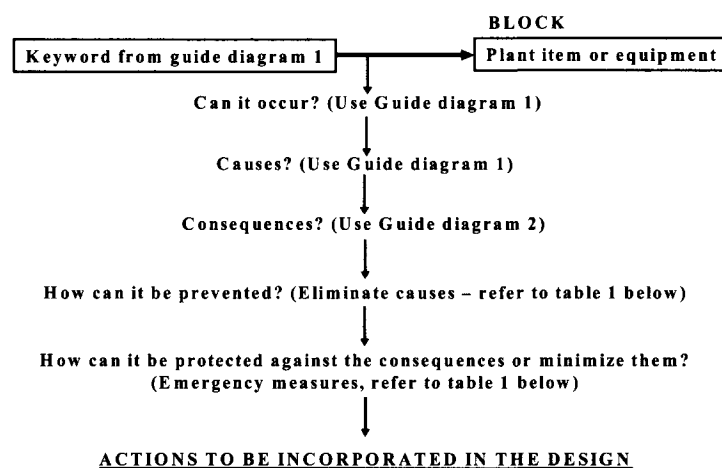 BLOCK
Keyword from guide diagram 1
Plant item or equipment
Can it occur? (Use Guide diagram 1)
Causes? (Use Guide diagram 1)
Consequences? (Use Guide diagram 2)
How can it be prevented? (Eliminate causes – refer to table 1 below)
How can it be protected against the consequences or minimize them?
(Emergency measures, refer to table 1 below)
ACTIONS TO BE INCORPORATED IN THE DESIGN